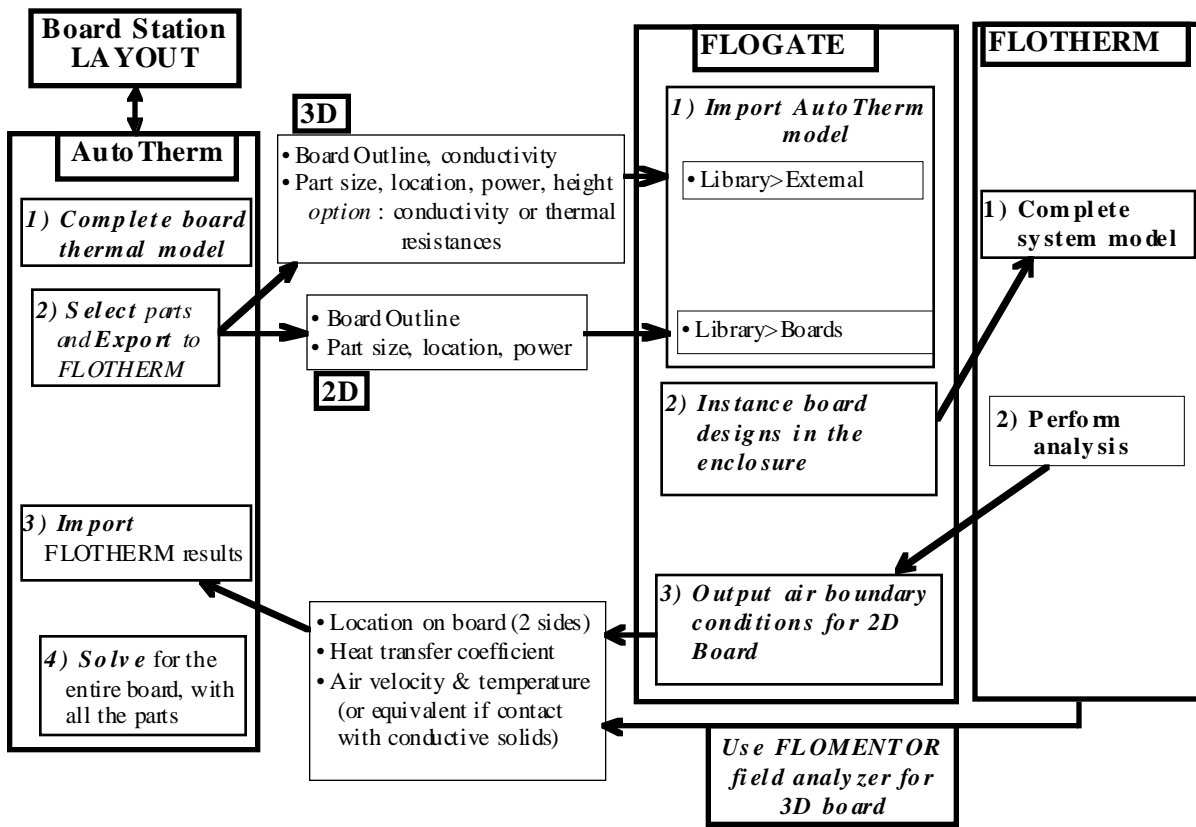 Board Station
LAYOUT
AutoTherm
1) Complete board
thermal model
2) Select parts
and Export to
FLOTHERM
3) Import
FLOTHERM results
4) Solve for the
entire board, with
all the parts
3D
• Board Outline, conductivity
• Part size, location, power, height
option : conductivity or thermal
resistances
• Board Outline
• Part size, location, power
2D
• Location on board (2 sides)
• Heat transfer coefficient
• Air velocity & temperature
(or equivalent if contact
with conductive solids)
FLOGATE
1) Import AutoTherm
model
• Library>External
• Library>Boards
2) Instance board
designs in the
enclosure
3) Output air boundary
conditions for 2D
Board
Use FLOMENTOR
field analyzer for
3D board
FLOTHERM
1) Complete
system model
2) Perform
analysis